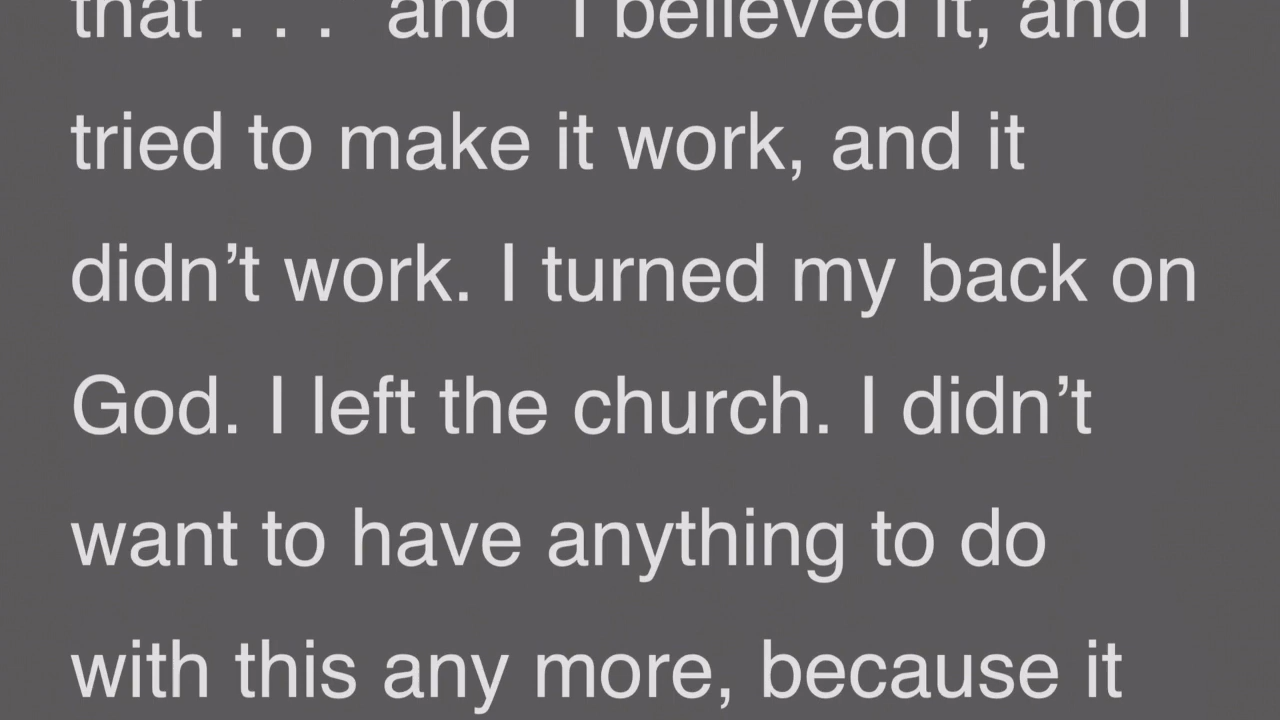 that . . .  and  I believed it, and I
tried to make it work, and it
didn’t work. I turned my back on
God. I left the church. I didn’t
want to have anything to do
with this any more, because it